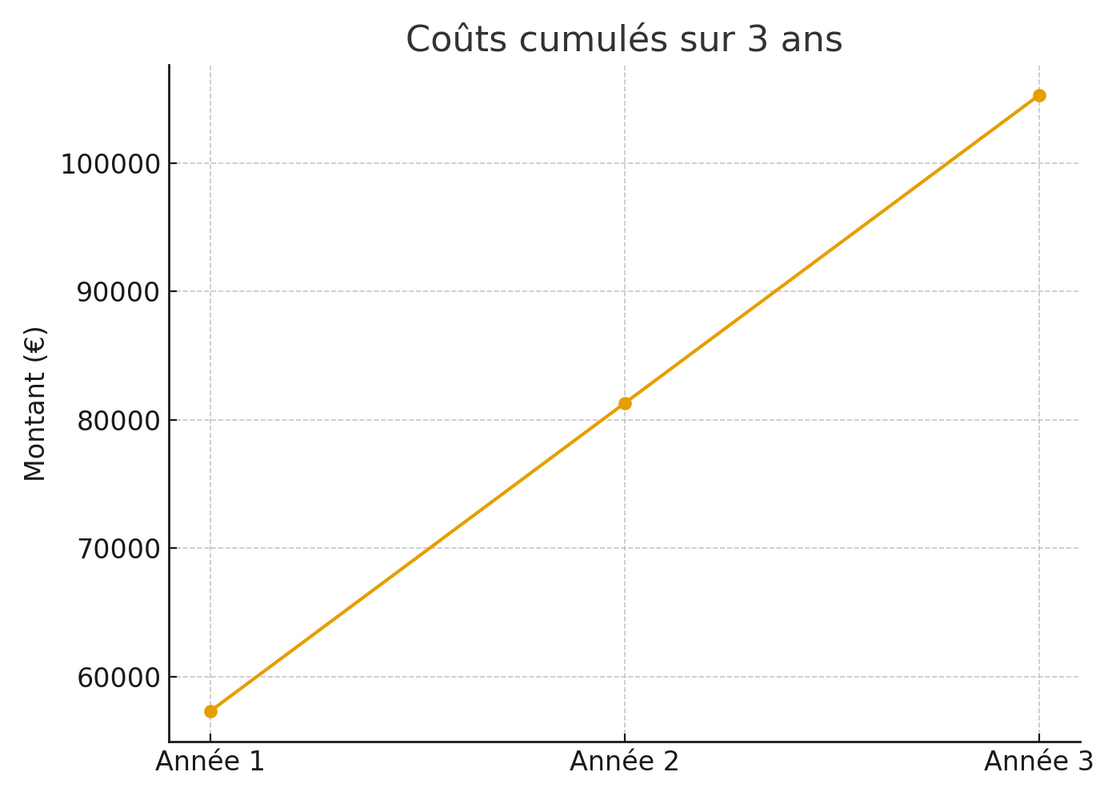 Coûts cumulés sur 3 ans
Montant (€)
100000
90000
80000
70000
60000
Année 1
Année 2
Année 3